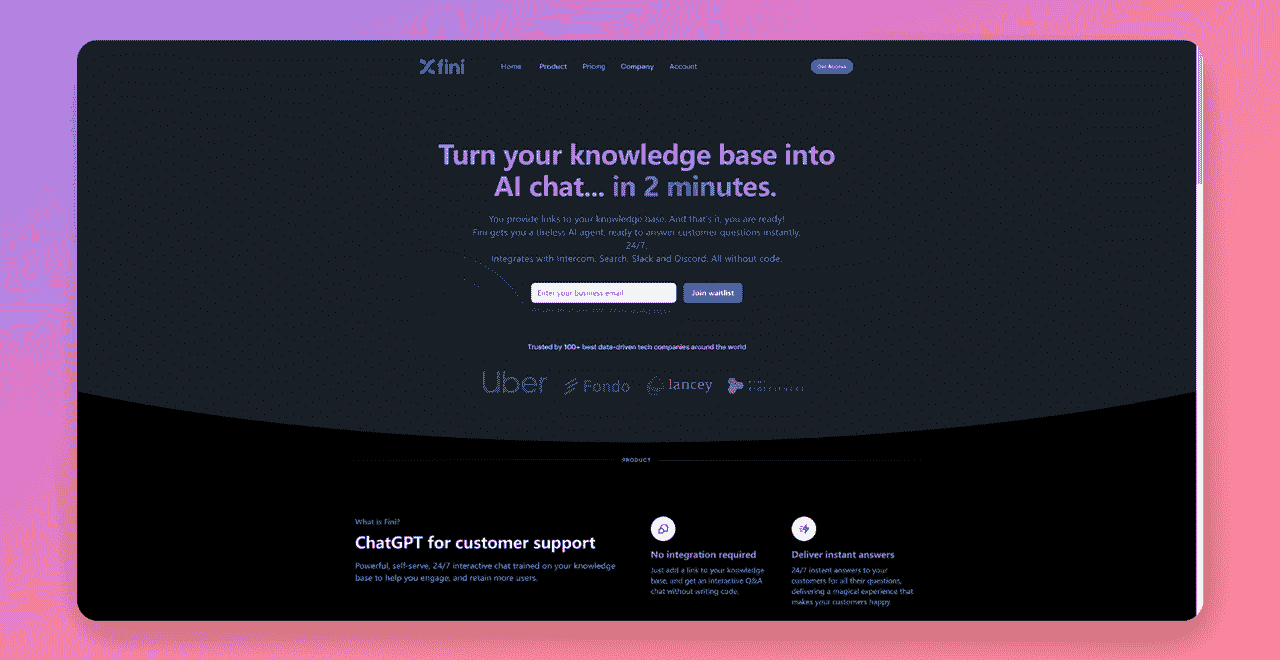 fini
Home Product Pricing Company Account
Get Access
Turn your knowledge base into
AI chat... in 2 minutes.
You provide links to your knowledge base. And that's it, you are ready!
Fini gets you a tireless AI agent, ready to answer customer questions instantly,
24/7.
Integrates with Intercom, Search, Slack and Discord. All without code.
Enter your business email
Join waitlist
Trusted by 100+ best data-driven tech companies around the world
Uber Fondo lancey
PRODUCT
What is Fini?
ChatGPT for customer support
Powerful, self-serve, 24/7 interactive chat trained on your knowledge
base to help you engage, and retain more users.
No integration required
Just add a link to your knowledge
base, and get an interactive Q&A
chat without writing code.
Deliver instant answers
24/7 instant answers to your
customers for all their questions,
delivering a magical experience that
makes your customers happy.